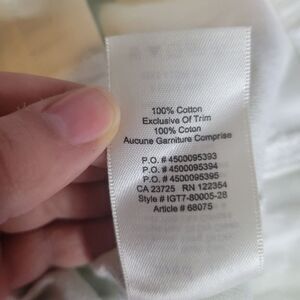 100% Cotton
Exclusive Of Trim
100% Coton
Aucune Garniture Comprise
P.O. # 4500095393
P.O. # 4500095394
P.O. # 4500095395
CA 23725 RN 122354
Style # IGT7-80005-28
Article # 68075